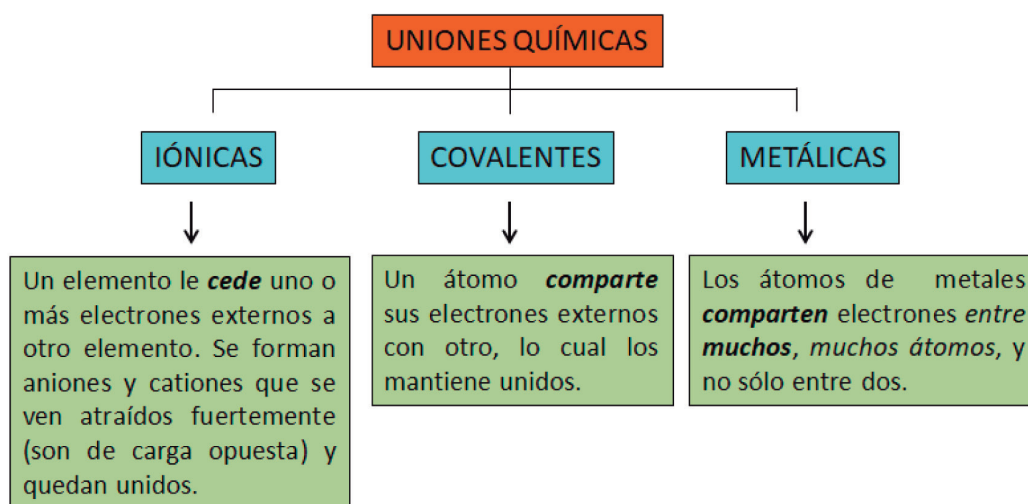 UNIONES QUÍMICAS
IÓNICAS
COVALENTES
METÁLICAS
Un elemento le cede uno o
más electrones externos a
otro elemento. Se forman
aniones y cationes que se
ven atraídos fuertemente
(son de carga opuesta) y
quedan unidos.
Un átomo comparte
sus electrones externos
con otro, lo cual los
mantiene unidos.
Los átomos de metales
comparten electrones entre
muchos, muchos átomos, y
no sólo entre dos.